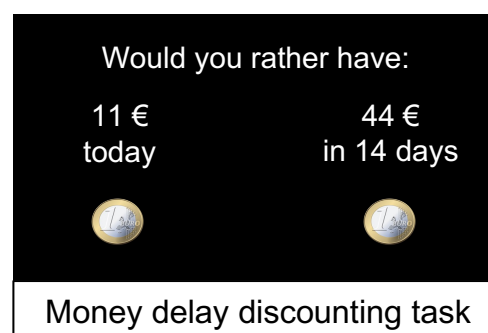 Would you rather have:
11 €
today
44 €
in 14 days
Money delay discounting task